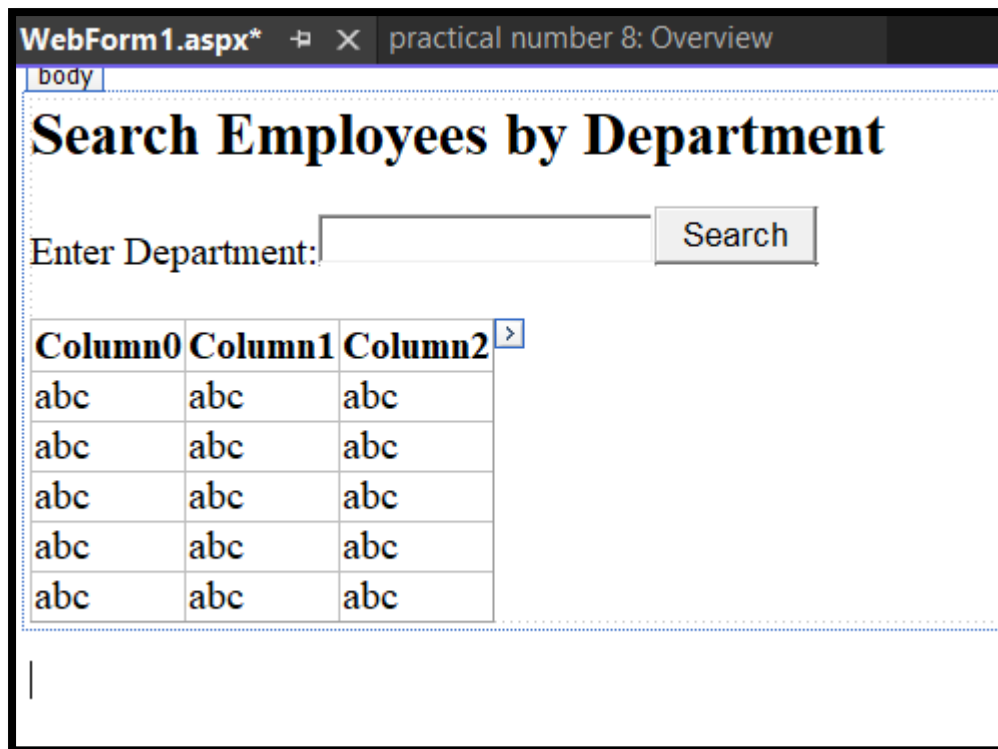 WebForm1.aspx* practical number 8: Overview
body
Search Employees by Department
Enter Department: Search
Column0 Column1 Column2
abc abc abc
abc abc abc
abc abc abc
abc abc abc
abc abc abc